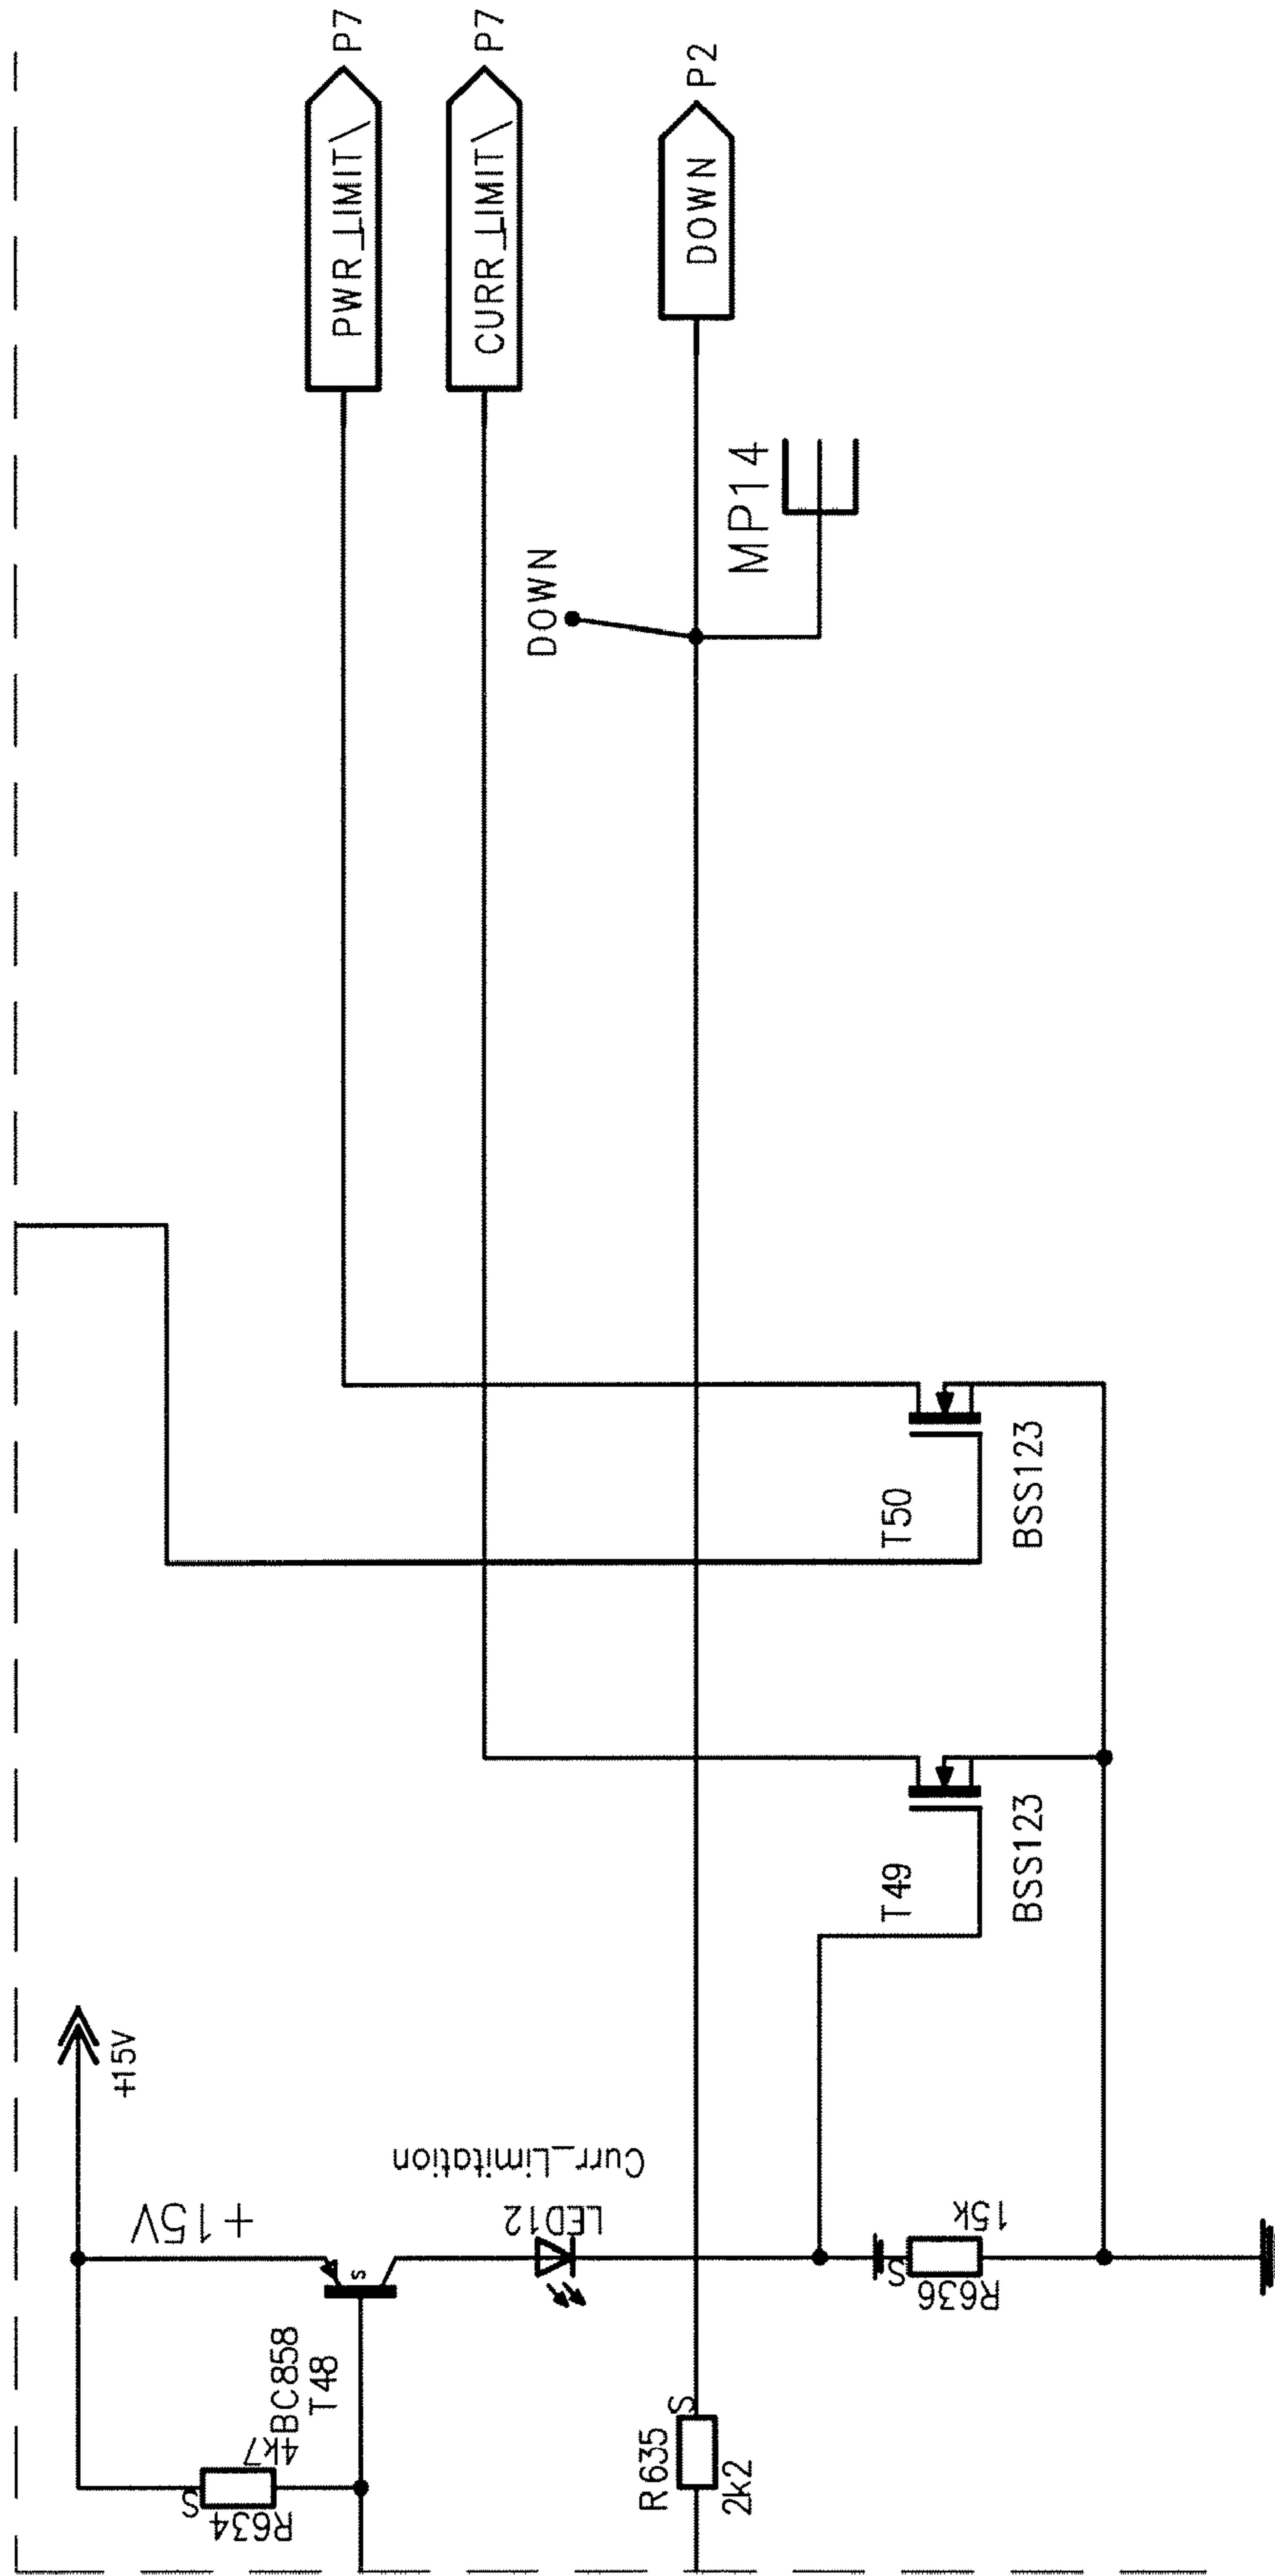 PWR_LIMIT\
P7
CURR_LIMIT\
P7
DOWN
P2
DOWN
MP14
T50
BSS123
T49
BSS123
+15V
+15V
Curr_Limitation
LED12
BC858
T48
s
4k7
S
R634
R635
S
2k2
15k
S
R636